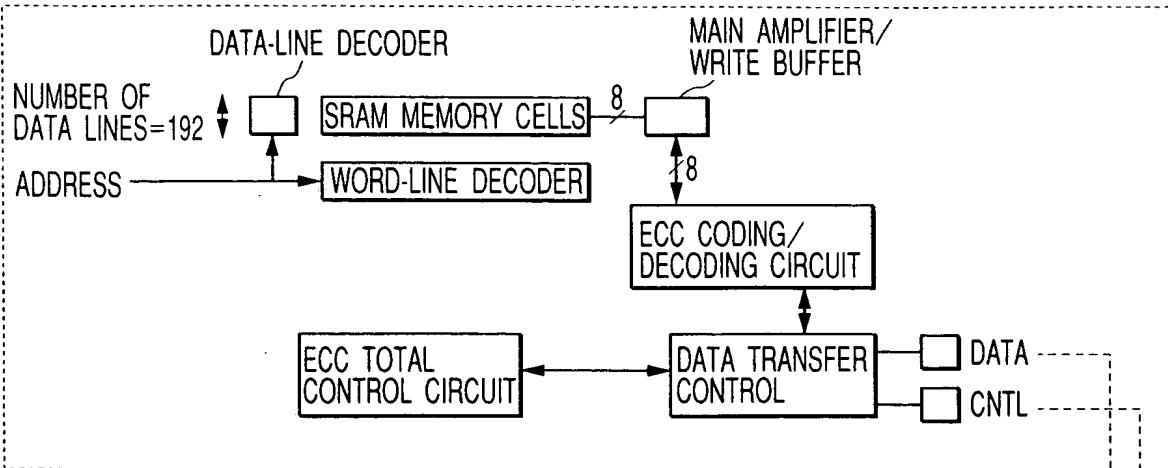 DATA-LINE DECODER
MAIN AMPLIFIER/
WRITE BUFFER
NUMBER OF
DATA LINES=192
SRAM MEMORY CELLS
8
ADDRESS
WORD-LINE DECODER
8
ECC CODING/
DECODING CIRCUIT
ECC TOTAL
CONTROL CIRCUIT
DATA TRANSFER
CONTROL
DATA
CNTL